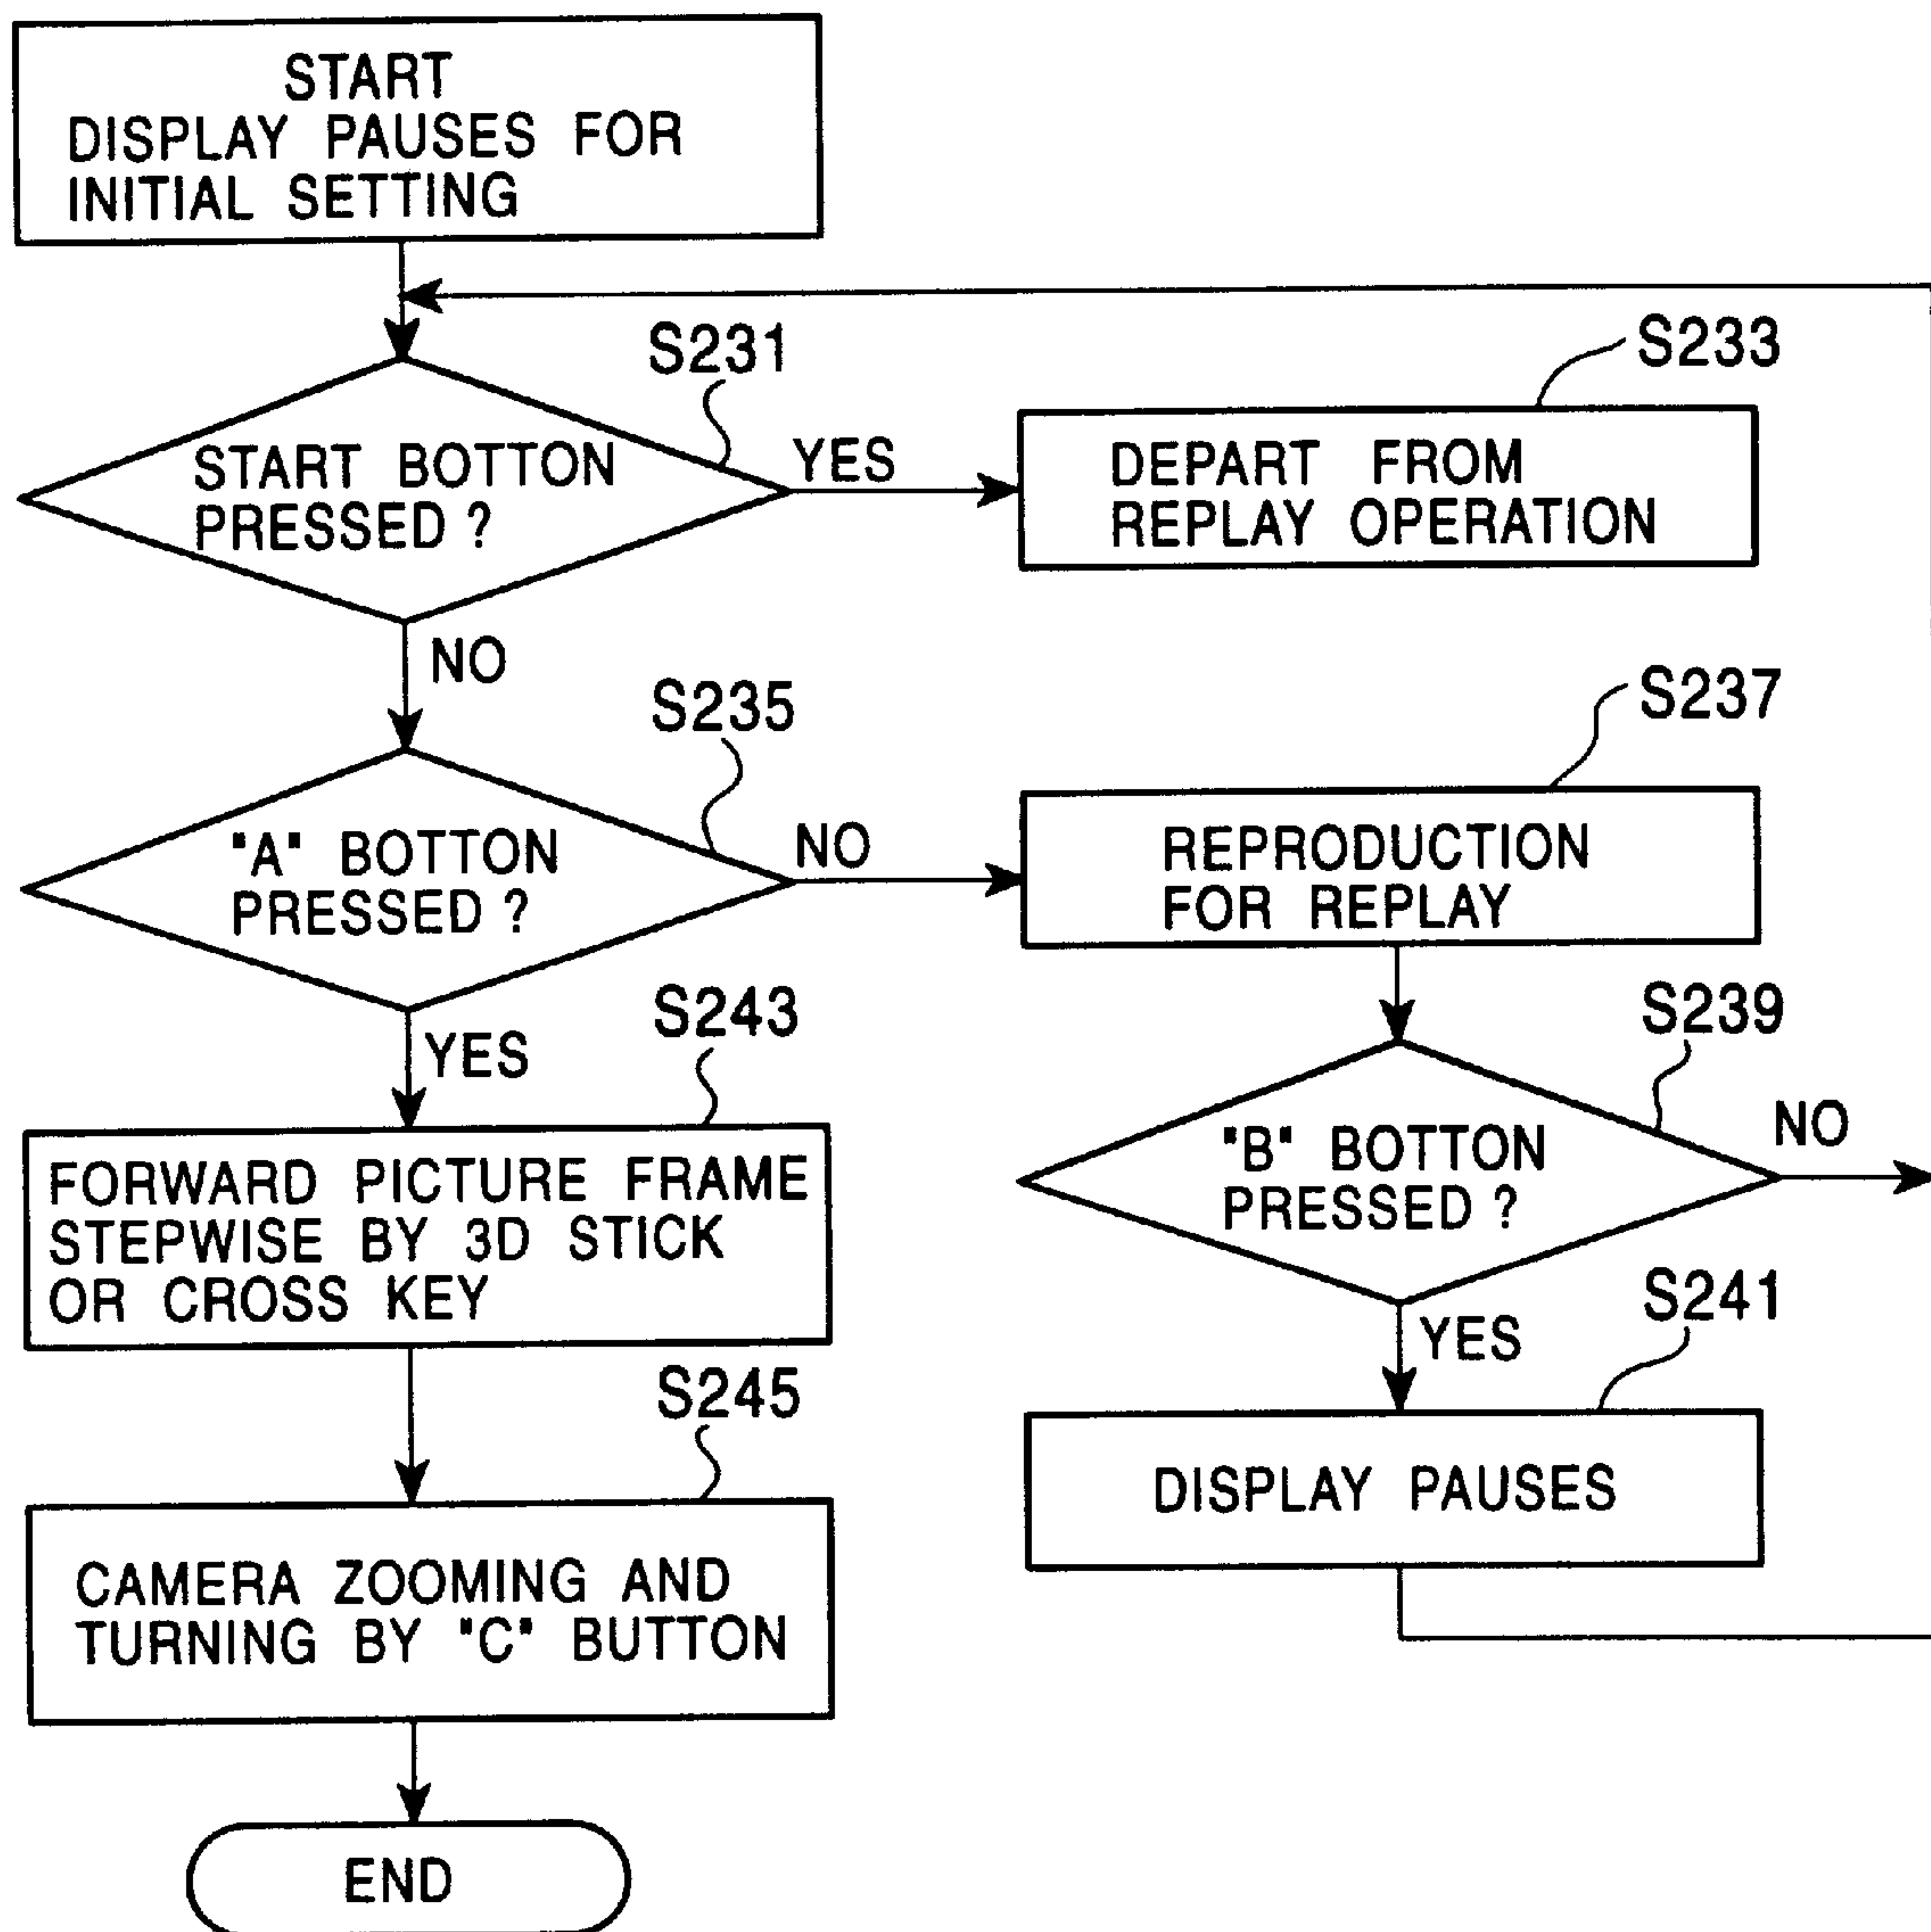 START
DISPLAY PAUSES FOR
INITIAL SETTING
S231
START BOTTON
PRESSED ?
YES
S233
DEPART FROM
REPLAY OPERATION
NO
S235
"A" BOTTON
PRESSED ?
NO
S237
REPRODUCTION
FOR REPLAY
YES
S239
"B" BOTTON
PRESSED ?
NO
YES
S241
DISPLAY PAUSES
S243
FORWARD PICTURE FRAME
STEPWISE BY 3D STICK
OR CROSS KEY
S245
CAMERA ZOOMING AND
TURNING BY "C" BUTTON
END